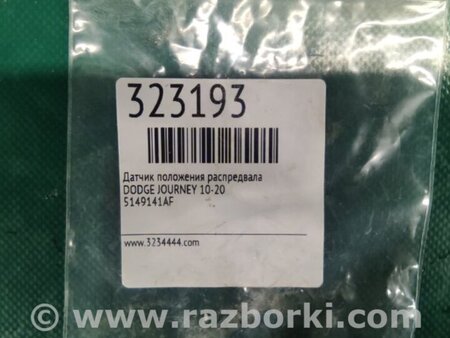 323193
Датчик положения распредвала
DODGE JOURNEY 10-20
5149141AF
www.3234444.com
www.razborki.com